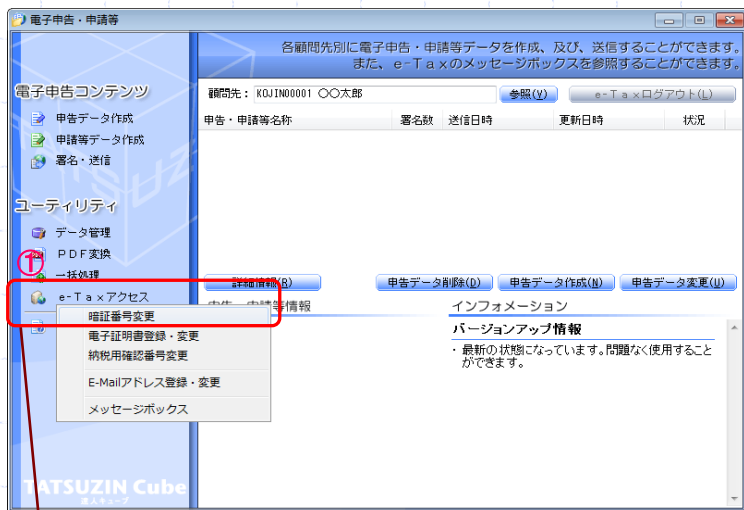 電子申告・申請等
各顧問先別に電子申告・申請等データを作成、及び、送信することができます。
また、e-Taxのメッセージボックスを参照することができます。
電子申告コンテンツ
申告データ作成
申請等データ作成
署名・送信
ユーティリティ
データ管理
PDF変換
一括処理
e-Taxアクセス
①
顧問先： KOJIN00001 〇〇太郎
参照(V)
e-Taxログアウト(L)
申告・申請等名称 署名数 送信日時 更新日時 状況
詳細情報(R)
申告データ削除(D)
申告データ作成(N)
申告データ変更(U)
申告・申請等情報
インフォメーション
バージョンアップ情報
・最新の状態になっています。問題なく使用すること
ができます。
暗証番号変更
電子証明書登録・変更
納税用確認番号変更
E-Mailアドレス登録・変更
メッセージボックス
TATSUZIN Cube
達人キューブ